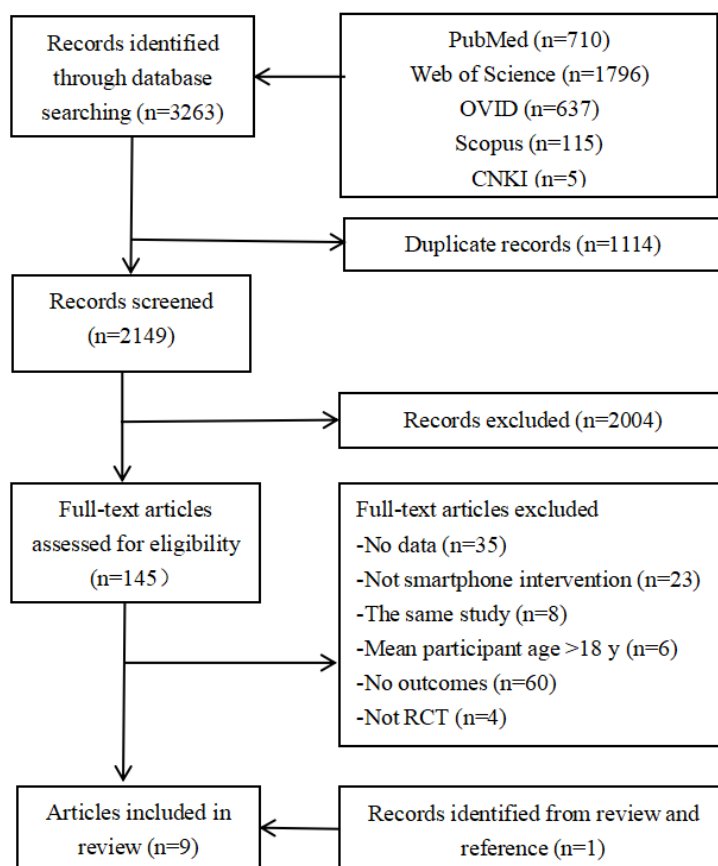 Records identified
through database
searching (n=3263)
PubMed (n=710)
Web of Science (n=1796)
OVID (n=637)
Scopus (n=115)
CNKI (n=5)
Duplicate records (n=1114)
Records screened
(n=2149)
Records excluded (n=2004)
Full-text articles
assessed for eligibility
(n=145）
Full-text articles excluded
-No data (n=35)
-Not smartphone intervention (n=23)
-The same study (n=8)
-Mean participant age >18 y (n=6)
-No outcomes (n=60)
-Not RCT (n=4)
Articles included in
review (n=9)
Records identified from review and
reference (n=1)